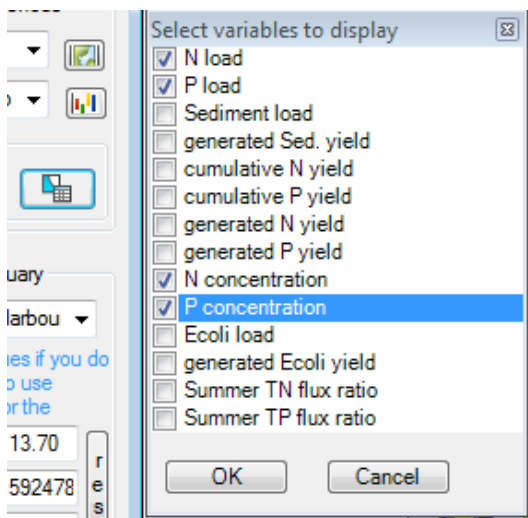 Select variables to display
N load
P load
Sediment load
generated Sed. yield
cumulative N yield
cumulative P yield
generated N yield
generated P yield
N concentration
P concentration
Ecoli load
generated Ecoli yield
Summer TN flux ratio
Summer TP flux ratio
OK Cancel
uary
larbou
ues if you do
o use
or the
13.70
592478
r
e
s